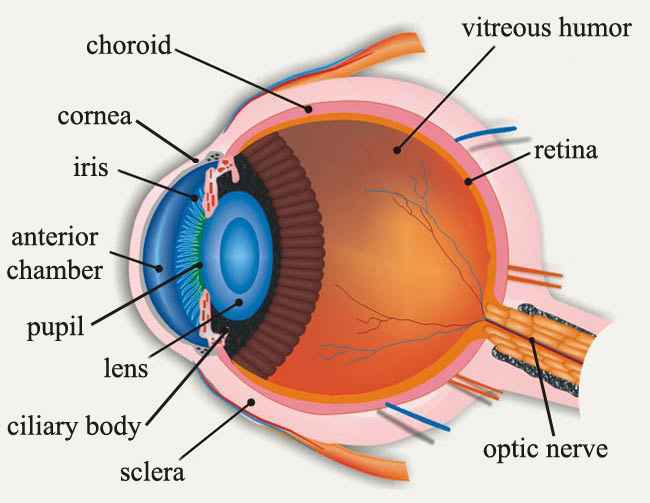 vitreous humor
choroid
cornea
retina
iris
anterior
chamber
pupil
lens
ciliary body
optic nerve
sclera